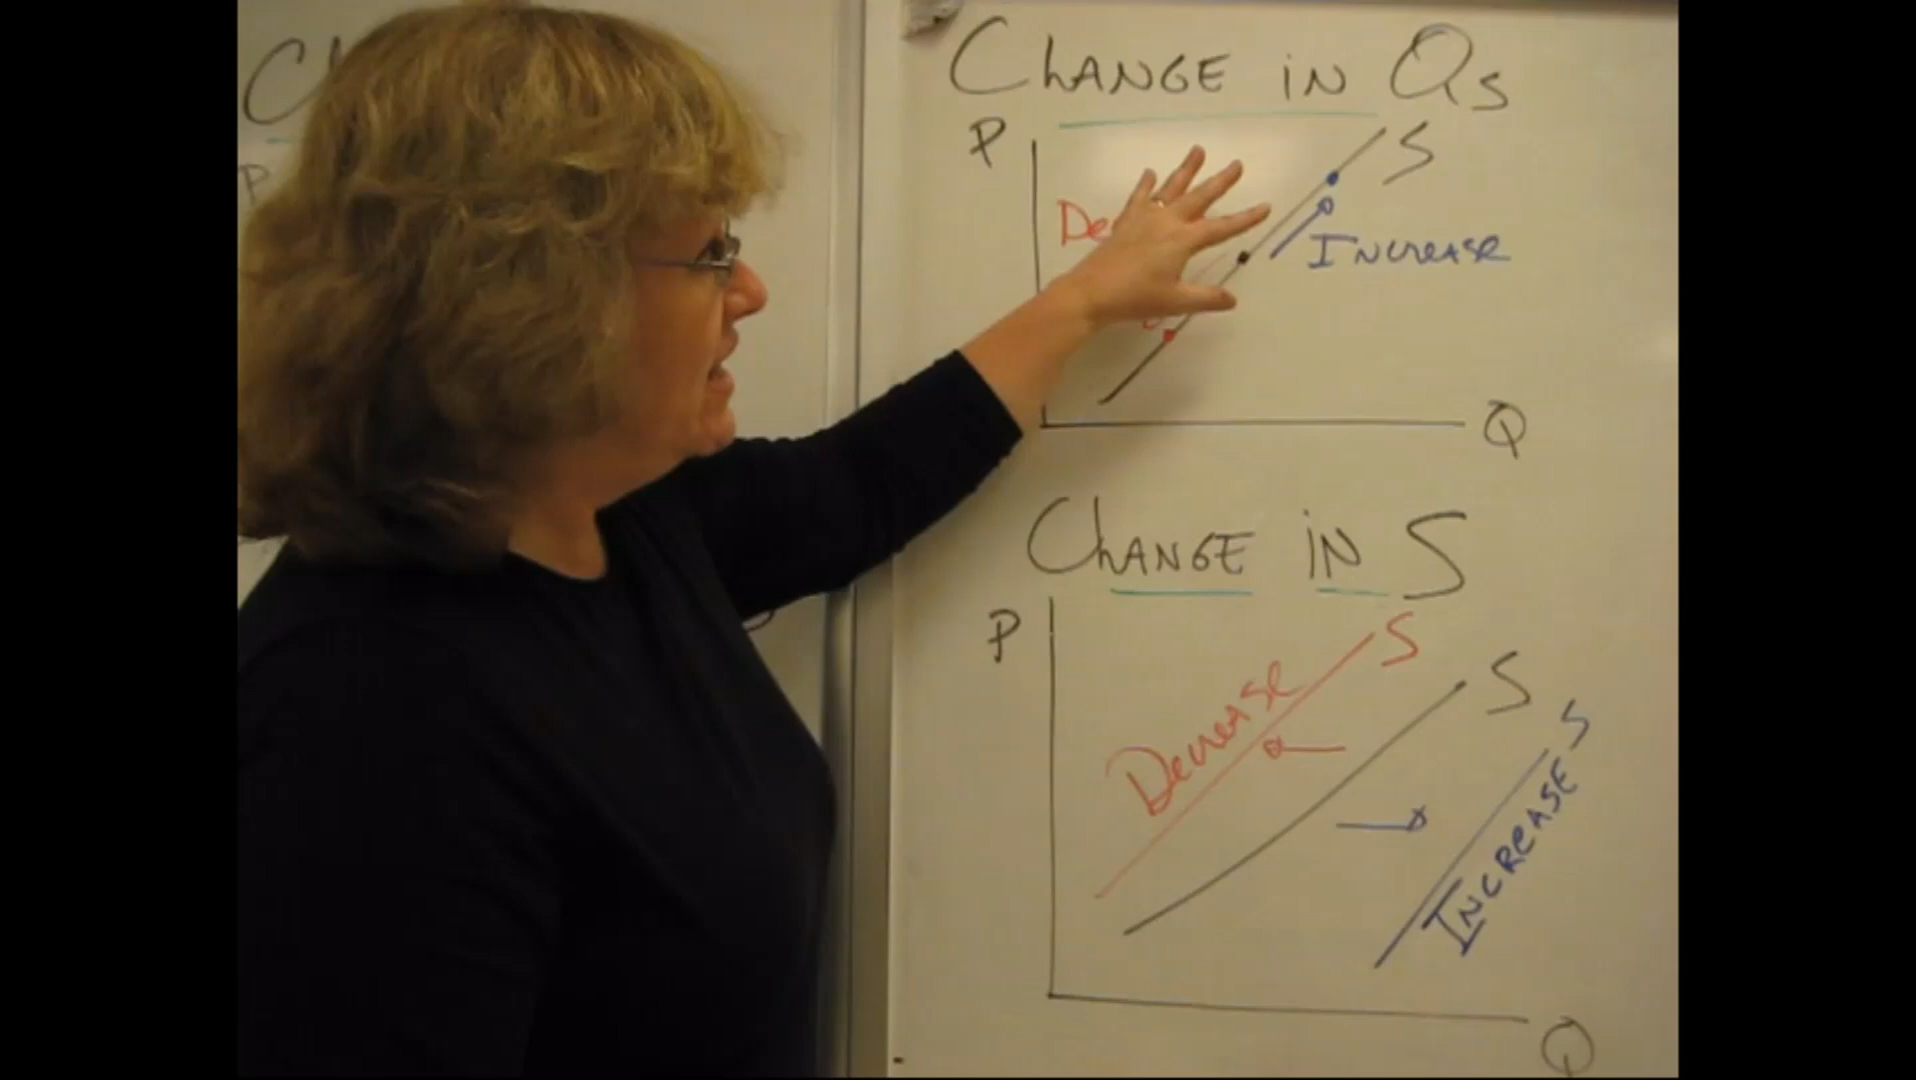 CHANGE IN Qs
P
S
INCREASE
Q
CHANGE IN S
P
S
Decrease
S
S
INCREASE
Q
P